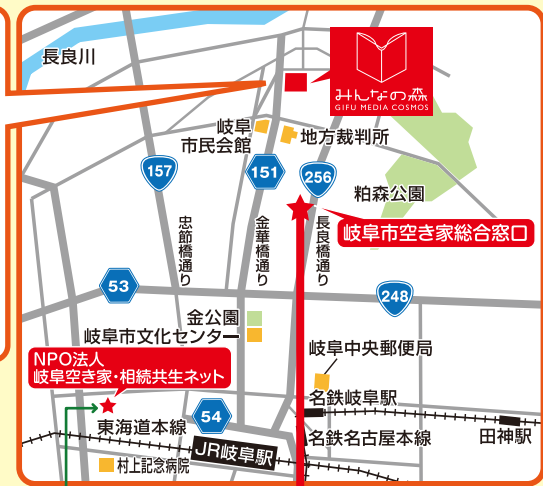 長良川
みんなの森
GIFU MEDIA COSMOS
岐阜
市民会館
地方裁判所
157
151
256
粕森公園
岐阜市空き家総合窓口
忠節橋通り
金華橋通り
長良橋通り
53
248
金公園
岐阜市文化センター
岐阜中央郵便局
NPO法人
岐阜空き家・相続共生ネット
名鉄岐阜駅
54
東海道本線
名鉄名古屋本線
田神駅
JR岐阜駅
村上記念病院